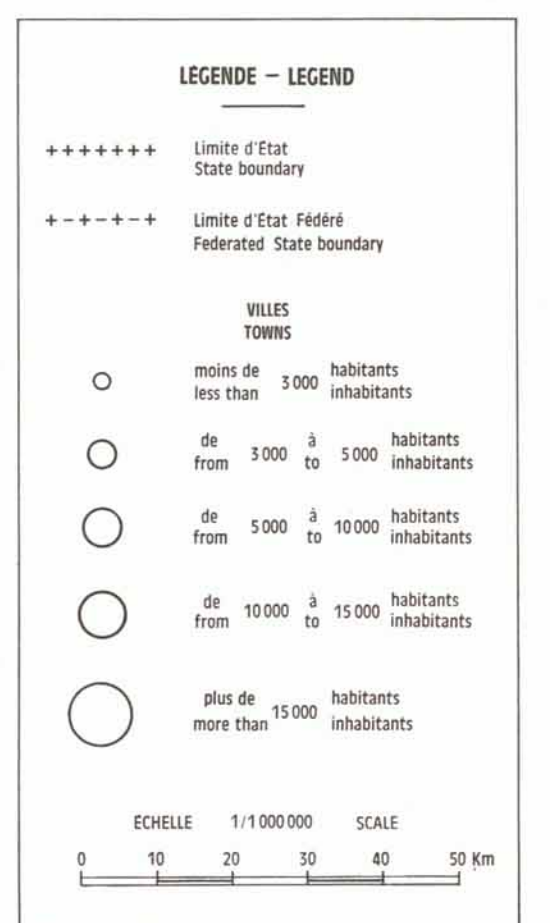 LÉGENDE – LEGEND
+++++++ Limite d'État
State boundary
+-+-+-+ Limite d'État Fédéré
Federated State boundary
VILLES
TOWNS
moins de 3 000 habitants
less than inhabitants
de 3 000 à 5 000 habitants
from to inhabitants
de 5 000 à 10 000 habitants
from to inhabitants
de 10 000 à 15 000 habitants
from to inhabitants
plus de 15 000 habitants
more than inhabitants
ÉCHELLE 1/1 000 000 SCALE
0 10 20 30 40 50 Km